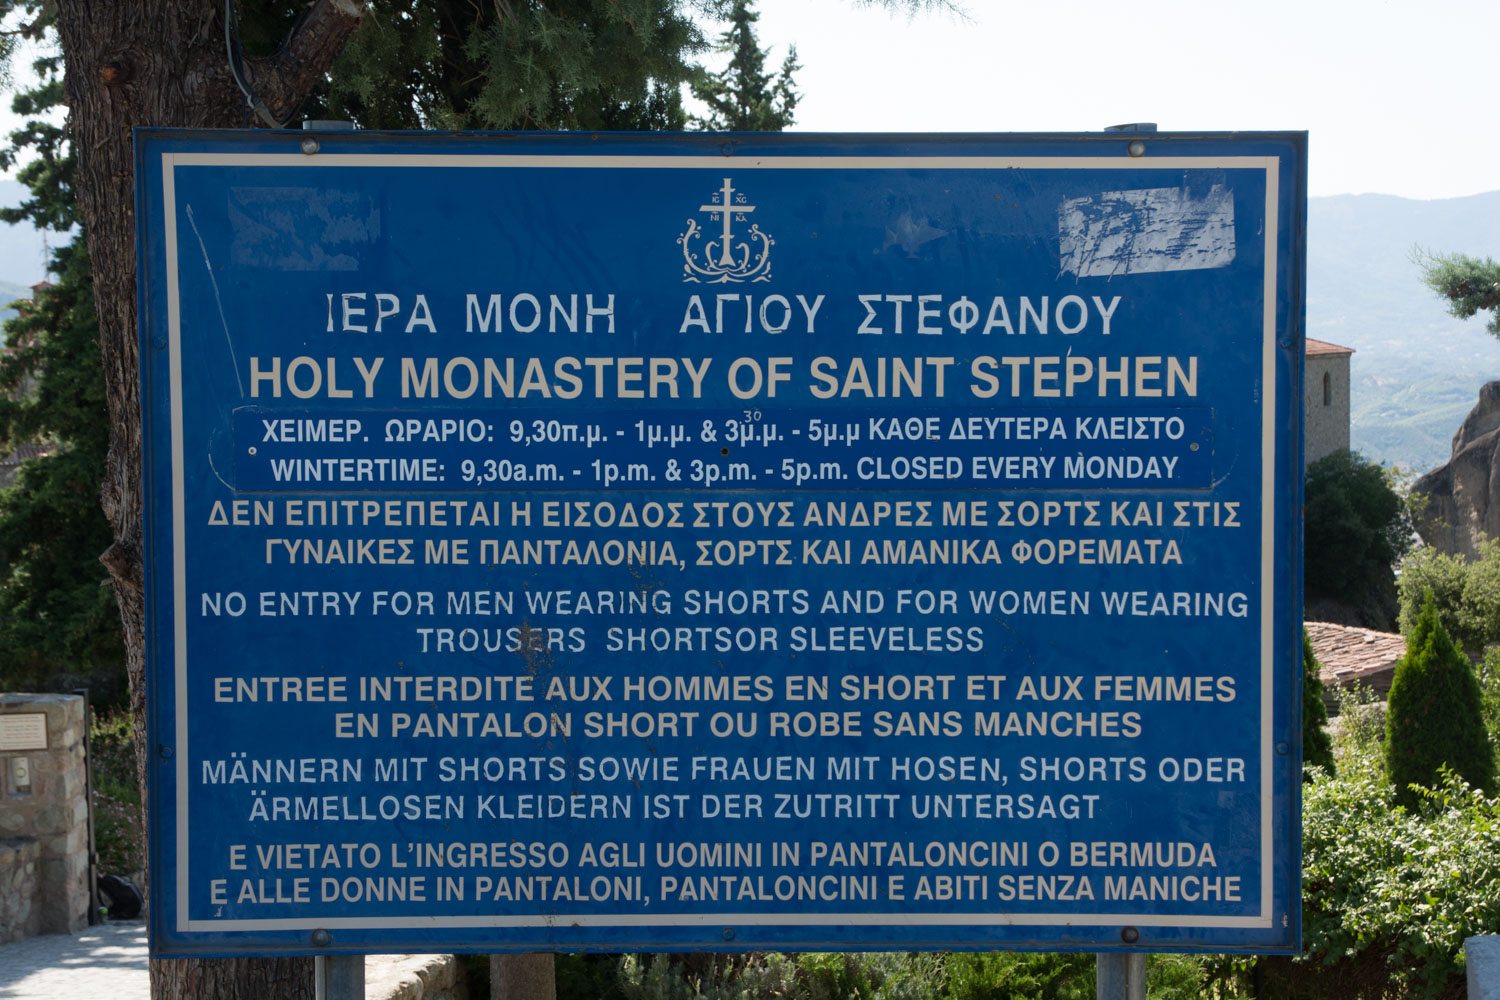 ΙC XC
ΝΙ ΚΑ
ΙΕΡΑ ΜΟΝΗ ΑΓΙΟΥ ΣΤΕΦΑΝΟΥ
HOLY MONASTERY OF SAINT STEPHEN
30
ΧΕΙΜΕΡ. ΩΡΑΡΙΟ: 9,30π.μ. - 1μ.μ. & 3μ.μ. - 5μ.μ ΚΑΘΕ ΔΕΥΤΕΡΑ ΚΛΕΙΣΤΟ
WINTERTIME: 9,30a.m. - 1p.m. & 3p.m. - 5p.m. CLOSED EVERY MONDAY
ΔΕΝ ΕΠΙΤΡΕΠΕΤΑΙ Η ΕΙΣΟΔΟΣ ΣΤΟΥΣ ΑΝΔΡΕΣ ΜΕ ΣΟΡΤΣ ΚΑΙ ΣΤΙΣ
ΓΥΝΑΙΚΕΣ ΜΕ ΠΑΝΤΑΛΟΝΙΑ, ΣΟΡΤΣ ΚΑΙ ΑΜΑΝΙΚΑ ΦΟΡΕΜΑΤΑ
NO ENTRY FOR MEN WEARING SHORTS AND FOR WOMEN WEARING
TROUSERS SHORTSOR SLEEVELESS
ENTREE INTERDITE AUX HOMMES EN SHORT ET AUX FEMMES
EN PANTALON SHORT OU ROBE SANS MANCHES
MÄNNERN MIT SHORTS SOWIE FRAUEN MIT HOSEN, SHORTS ODER
ÄRMELLOSEN KLEIDERN IST DER ZUTRITT UNTERSAGT
E VIETATO L'INGRESSO AGLI UOMINI IN PANTALONCINI O BERMUDA
E ALLE DONNE IN PANTALONI, PANTALONCINI E ABITI SENZA MANICHE